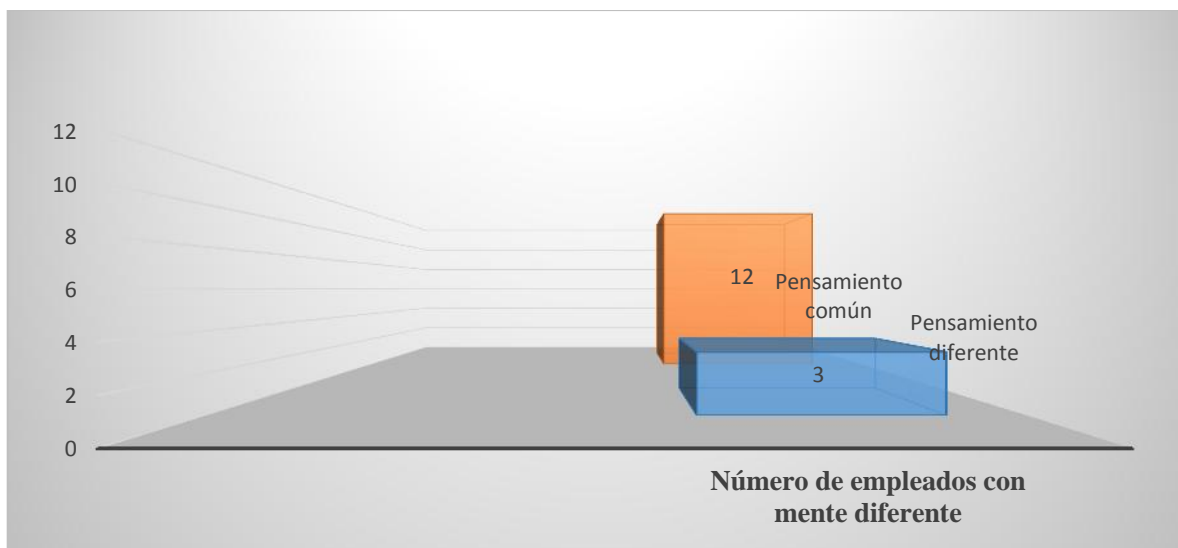 12
10
8
6
4
2
0
12
Pensamiento
común
Pensamiento
diferente
3
Número de empleados con
mente diferente